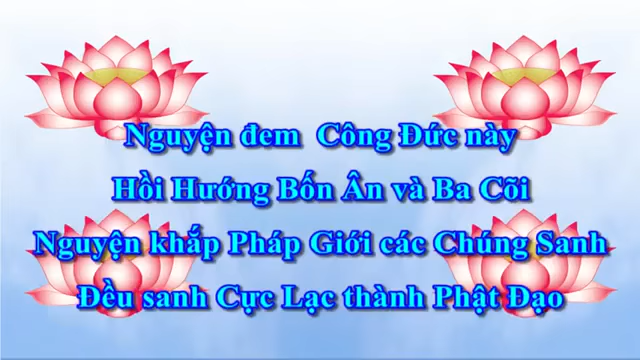 Nguyện đem Công Đức này
Hồi Hướng Bốn Ân và Ba Cõi
Nguyện khắp Pháp Giới các Chúng Sanh
Đều sanh Cực Lạc thành Phật Đạo